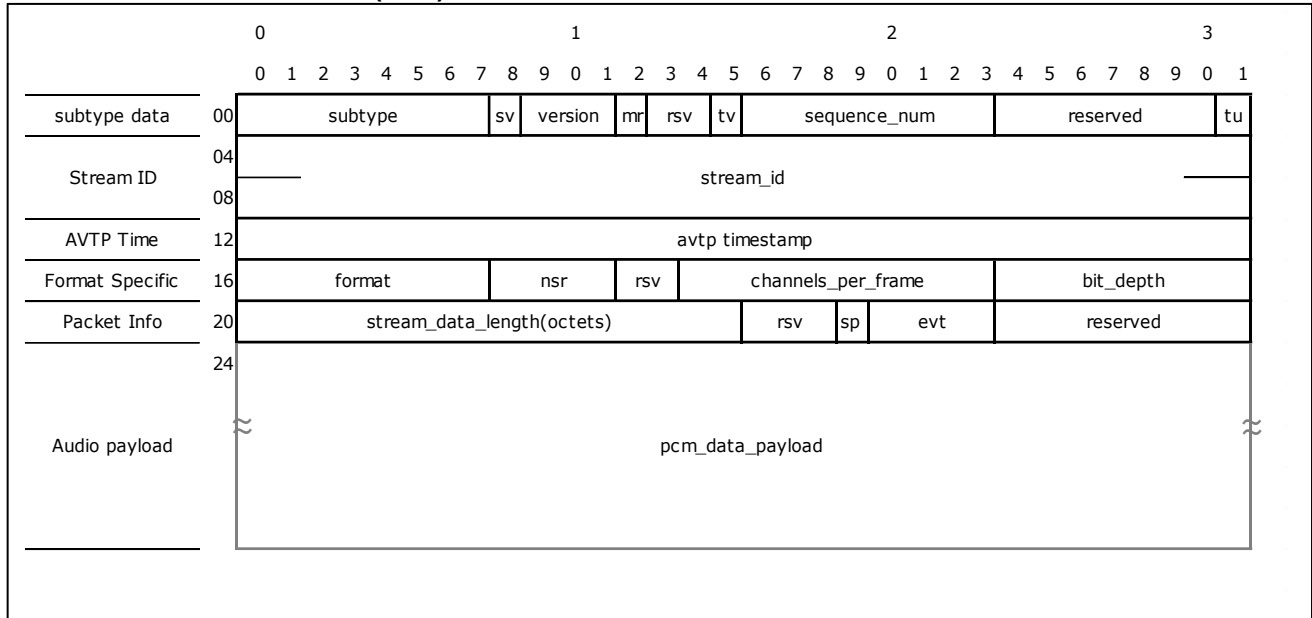 0 1 2 3
0 1 2 3 4 5 6 7 8 9 0 1 2 3 4 5 6 7 8 9 0 1 2 3 4 5 6 7 8 9 0 1
subtype data 00 subtype sv version mr rsv tv sequence_num reserved tu
04
Stream ID stream_id
08
AVTP Time 12 avtp timestamp
Format Specific 16 format nsr rsv channels_per_frame bit_depth
Packet Info 20 stream_data_length(octets) rsv sp evt reserved
24
Audio payload pcm_data_payload